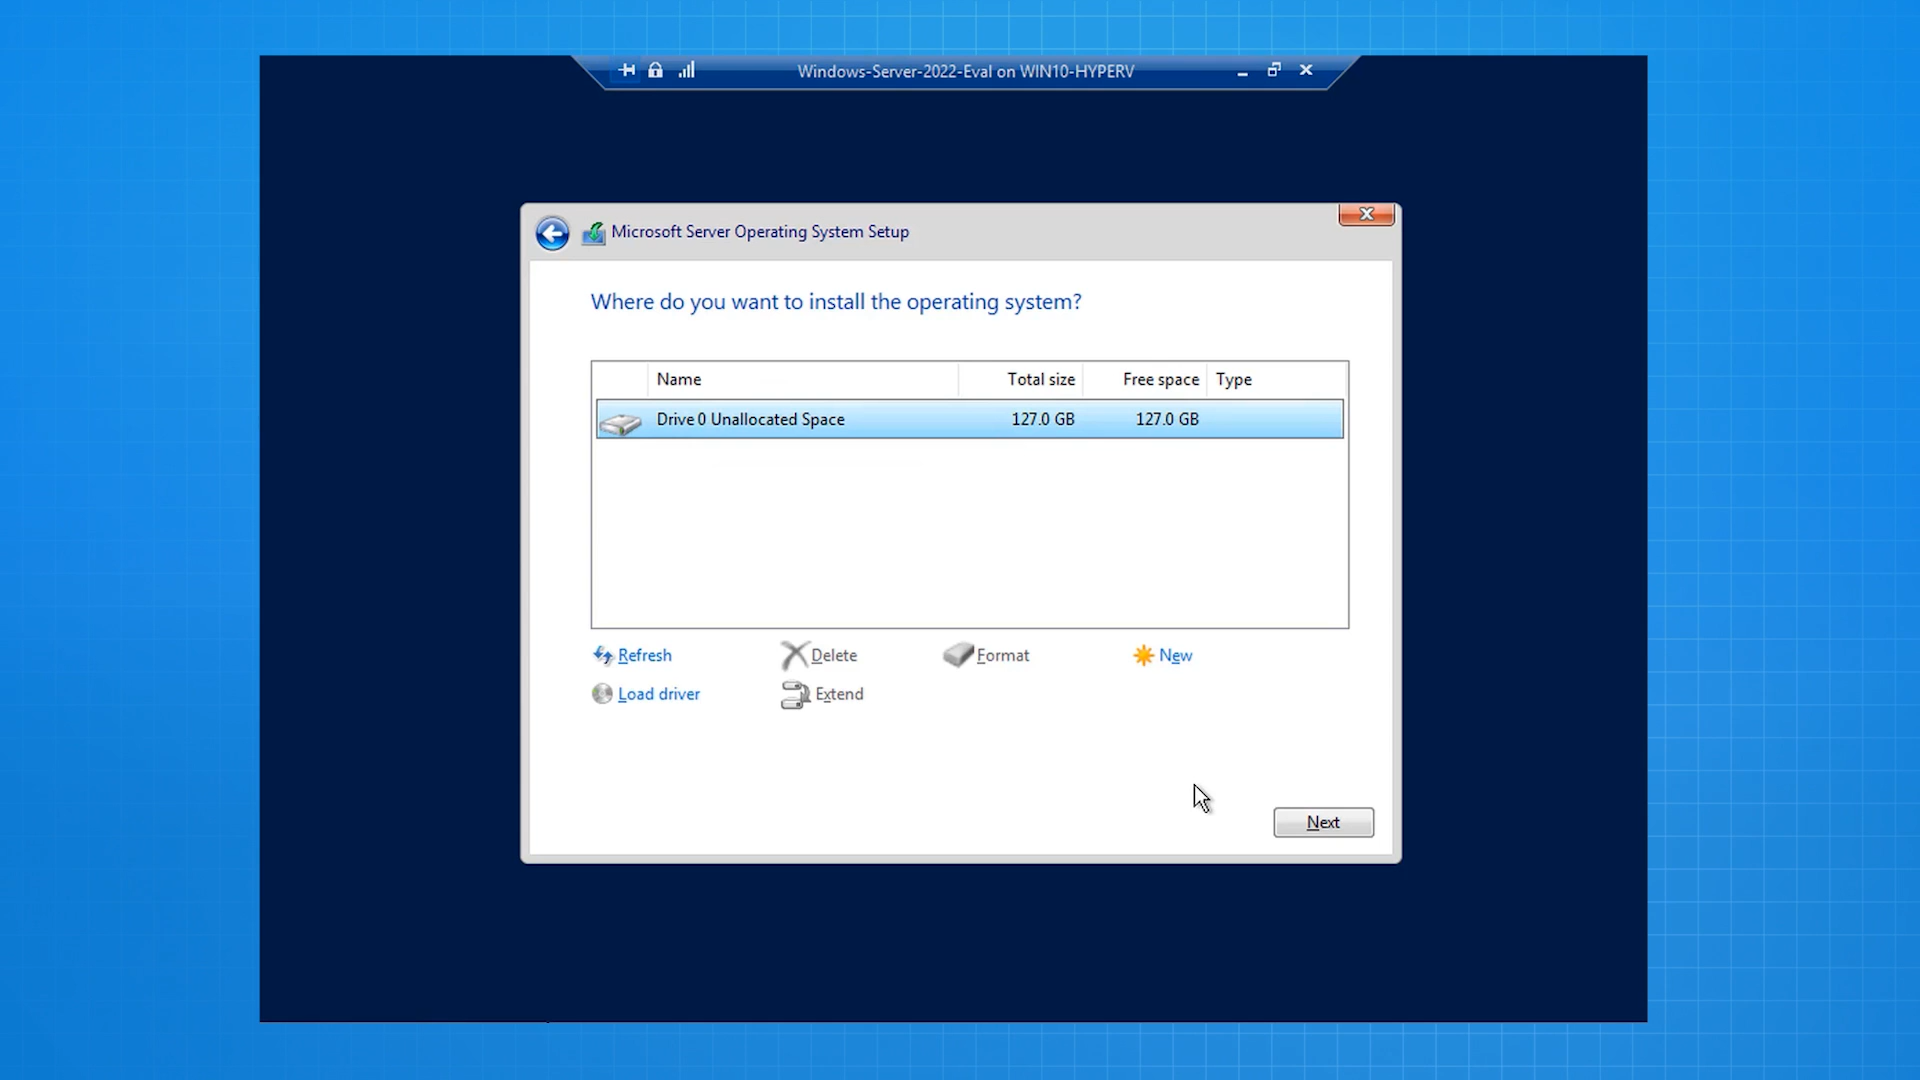 Windows-Server-2022-Eval on WIN10-HYPERV
Microsoft Server Operating System Setup
Where do you want to install the operating system?
Name Total size Free space Type
Drive 0 Unallocated Space 127.0 GB 127.0 GB
Refresh Delete Format New
Load driver Extend
Next